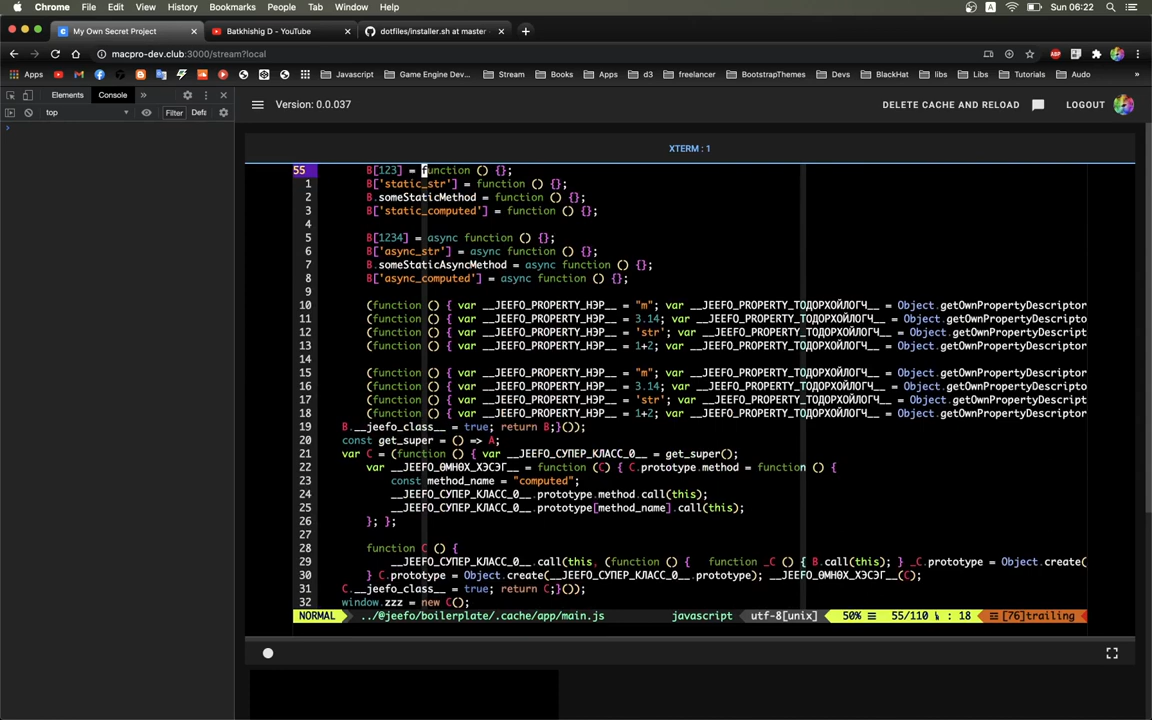 Chrome File Edit View History Bookmarks People Tab Window Help A Sun 06:22
My Own Secret Project Batkhishig D - YouTube dotfiles/installer.sh at master
macpro-dev.club:3000/stream?local
Apps Javascript Game Engine Dev... Stream Books Apps d3 freelancer BootstrapThemes Devs BlackHat libs Libs Tutorials Audo »
Elements Console »
top Filter Defa
Version: 0.0.037 DELETE CACHE AND RELOAD LOGOUT
XTERM : 1
55 B[123] = function () {};
1 B['static_str'] = function () {};
2 B.someStaticMethod = function () {};
3 B['static_computed'] = function () {};
4
5 B[1234] = async function () {};
6 B['async_str'] = async function () {};
7 B.someStaticAsyncMethod = async function () {};
8 B['async_computed'] = async function () {};
9
10 (function () { var __JEEFO_PROPERTY_НЭР__ = "m"; var __JEEFO_PROPERTY_ТОДОРХОЙЛОГЧ__ = Object.getOwnPropertyDescriptor
11 (function () { var __JEEFO_PROPERTY_НЭР__ = 3.14; var __JEEFO_PROPERTY_ТОДОРХОЙЛОГЧ__ = Object.getOwnPropertyDescripto
12 (function () { var __JEEFO_PROPERTY_НЭР__ = 'str'; var __JEEFO_PROPERTY_ТОДОРХОЙЛОГЧ__ = Object.getOwnPropertyDescript
13 (function () { var __JEEFO_PROPERTY_НЭР__ = 1+2; var __JEEFO_PROPERTY_ТОДОРХОЙЛОГЧ__ = Object.getOwnPropertyDescriptor
14
15 (function () { var __JEEFO_PROPERTY_НЭР__ = "m"; var __JEEFO_PROPERTY_ТОДОРХОЙЛОГЧ__ = Object.getOwnPropertyDescriptor
16 (function () { var __JEEFO_PROPERTY_НЭР__ = 3.14; var __JEEFO_PROPERTY_ТОДОРХОЙЛОГЧ__ = Object.getOwnPropertyDescripto
17 (function () { var __JEEFO_PROPERTY_НЭР__ = 'str'; var __JEEFO_PROPERTY_ТОДОРХОЙЛОГЧ__ = Object.getOwnPropertyDescript
18 (function () { var __JEEFO_PROPERTY_НЭР__ = 1+2; var __JEEFO_PROPERTY_ТОДОРХОЙЛОГЧ__ = Object.getOwnPropertyDescriptor
19 B.__jeefo_class__ = true; return B;}());
20 const get_super = () => A;
21 var C = (function () { var __JEEFO_СУПЕР_КЛАСС_0__ = get_super();
22 var __JEEFO_ӨМНӨХ_ХЭСЭГ__ = function (C) { C.prototype.method = function () {
23 const method_name = "computed";
24 __JEEFO_СУПЕР_КЛАСС_0__.prototype.method.call(this);
25 __JEEFO_СУПЕР_КЛАСС_0__.prototype[method_name].call(this);
26 }; };
27
28 function C () {
29 __JEEFO_СУПЕР_КЛАСС_0__.call(this, (function () { function _C () { B.call(this); } _C.prototype = Object.create(
30 } C.prototype = Object.create(__JEEFO_СУПЕР_КЛАСС_0__.prototype); __JEEFO_ӨМНӨХ_ХЭСЭГ__(C);
31 C.__jeefo_class__ = true; return C;}());
32 window.zzz = new C();
NORMAL ../@jeefo/boilerplate/.cache/app/main.js javascript utf-8[unix] 50% ☰ 55/110 : 18 ☲ [76]trailing